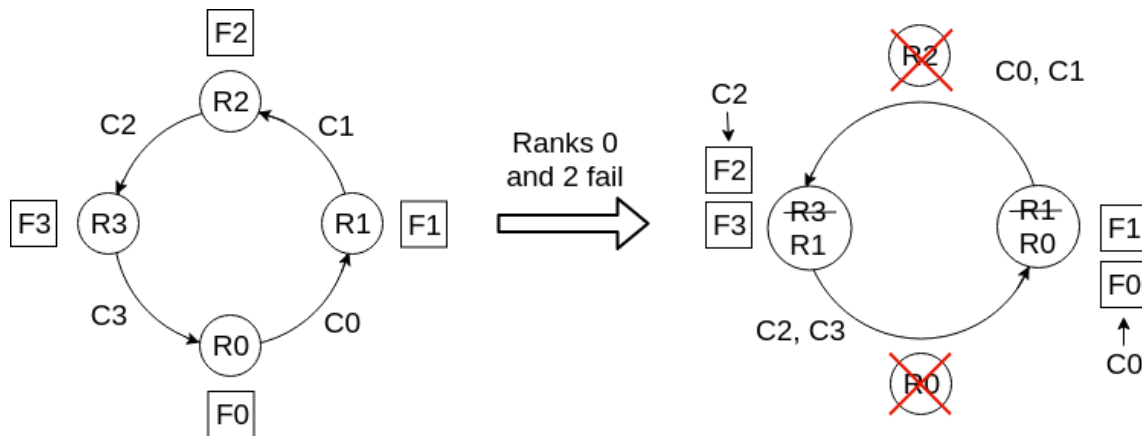 F2
R2
C2
C1
F3
R3
R1
F1
C3
C0
R0
F0
Ranks 0
and 2 fail
R2
C0, C1
C2
F2
F3
R3
R1
R1
R0
F1
F0
C2, C3
C0
R0